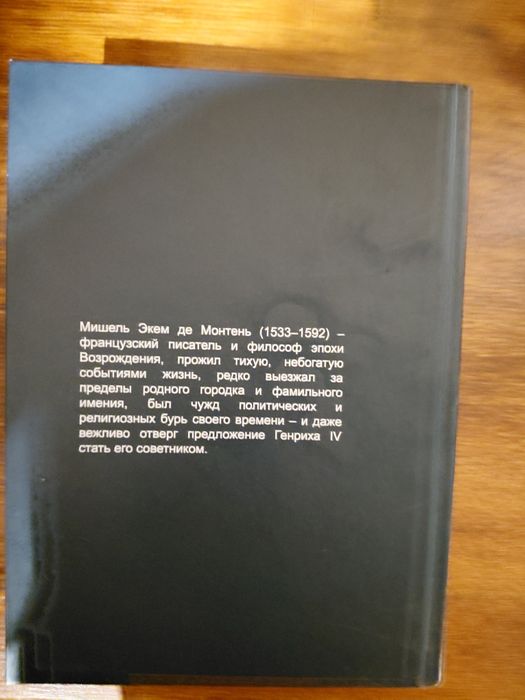 Мишель Экем де Монтень (1533–1592) –
французский писатель и философ эпохи
Возрождения, прожил тихую, небогатую
событиями жизнь, редко выезжал за
пределы родного городка и фамильного
имения, был чужд политических и
религиозных бурь своего времени – и даже
вежливо отверг предложение Генриха IV
стать его советником.